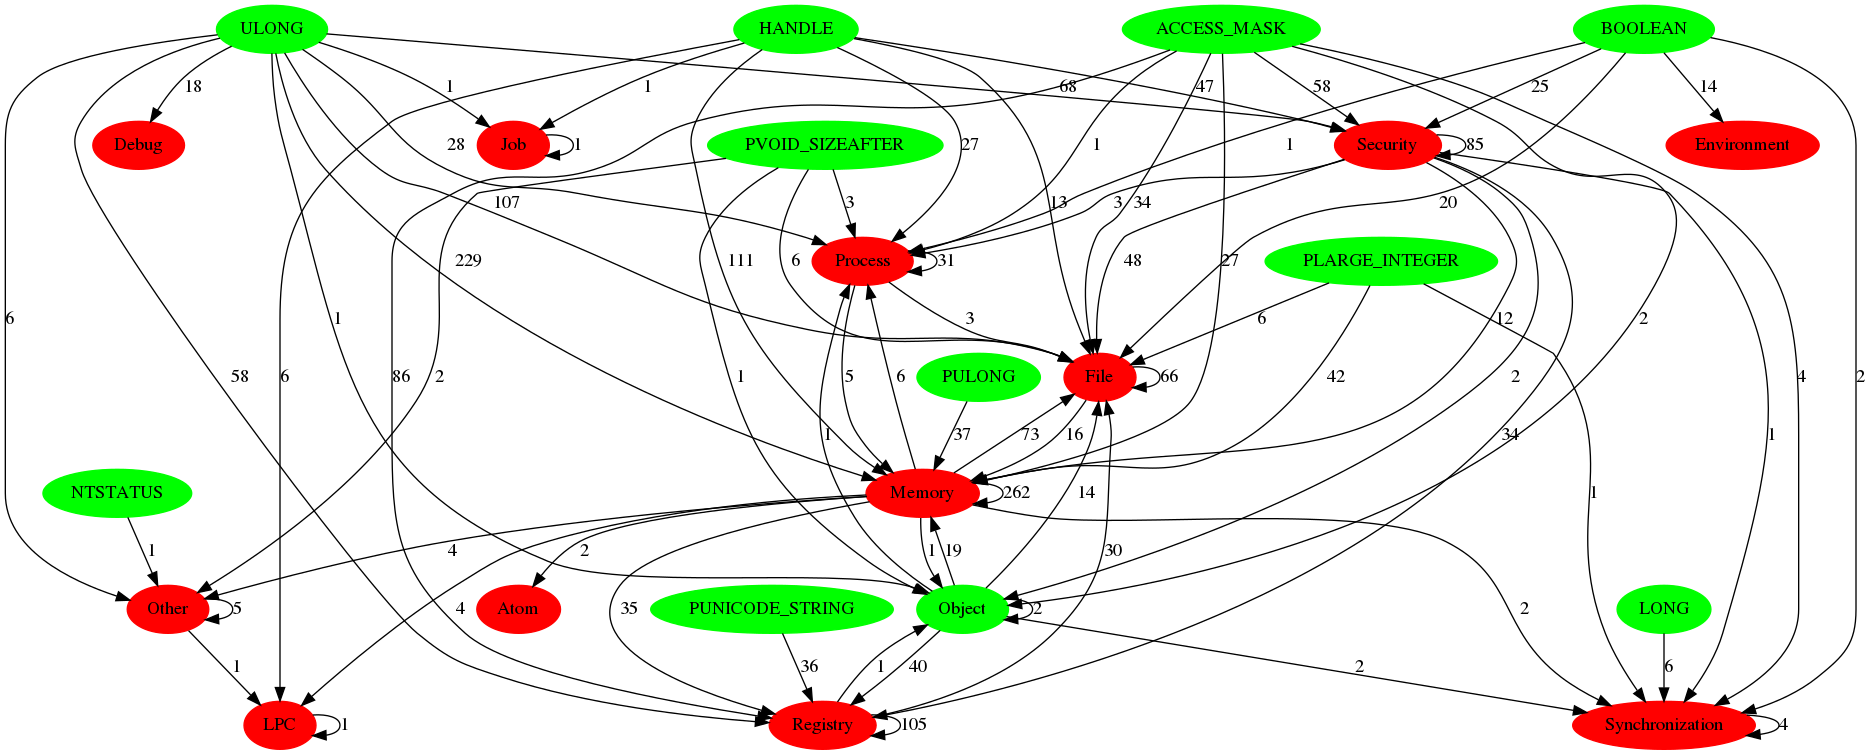 ULONG HANDLE ACCESS_MASK BOOLEAN
18 1 1 68 47 58 25 14
Debug Job 1 PVOID_SIZEAFTER Security 85 Environment
28 27 1 1
107 3 13 34 3 20
229 111 6 Process 31 48 27 PLARGE_INTEGER
6 1 6 58 86 2 3 6 12 2 4 2
1 5 6 PULONG File 66 42 2 1
1 37 73 16 34
NTSTATUS Memory 262 14 1
1 4 2 1 19 30
Other 5 4 Atom 35 PUNICODE_STRING Object 2 2 LONG
1 36 1 40 2 6
LPC 1 Registry 105 Synchronization 4